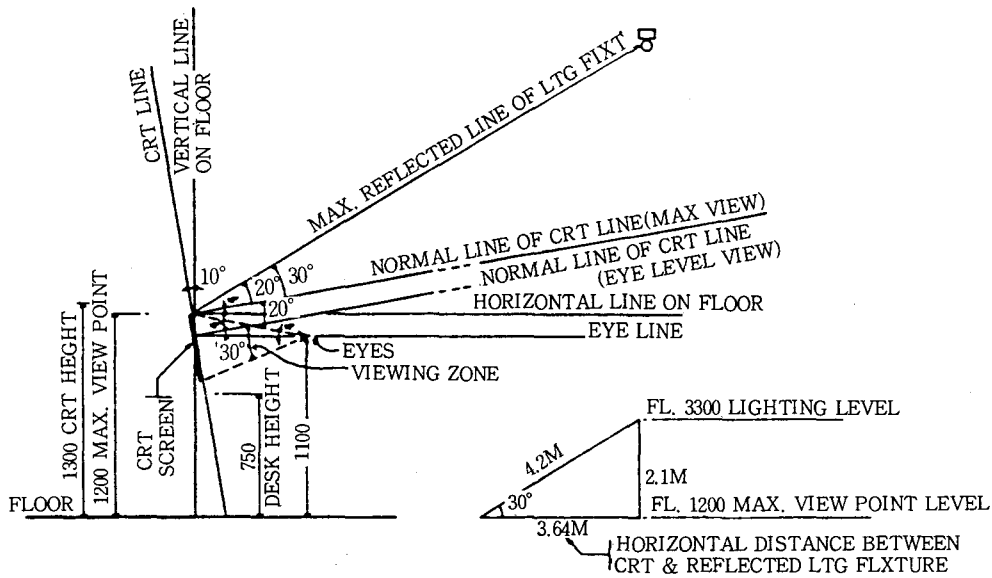 CRT LINE
VERTICAL LINE
ON FLOOR
MAX. REFLECTED LINE OF LTG FIXT
10°
20°
30°
NORMAL LINE OF CRT LINE(MAX VIEW)
NORMAL LINE OF CRT LINE
(EYE LEVEL VIEW)
20°
HORIZONTAL LINE ON FLOOR
EYE LINE
30°
EYES
VIEWING ZONE
1300 CRT HEGHT
1200 MAX. VIEW POINT
CRT
SCREEN
750
DESK HEIGHT
1100
FLOOR
FL. 3300 LIGHTING LEVEL
4.2M
2.1M
30°
FL. 1200 MAX. VIEW POINT LEVEL
3.64M
HORIZONTAL DISTANCE BETWEEN
CRT & REFLECTED LTG FLXTURE